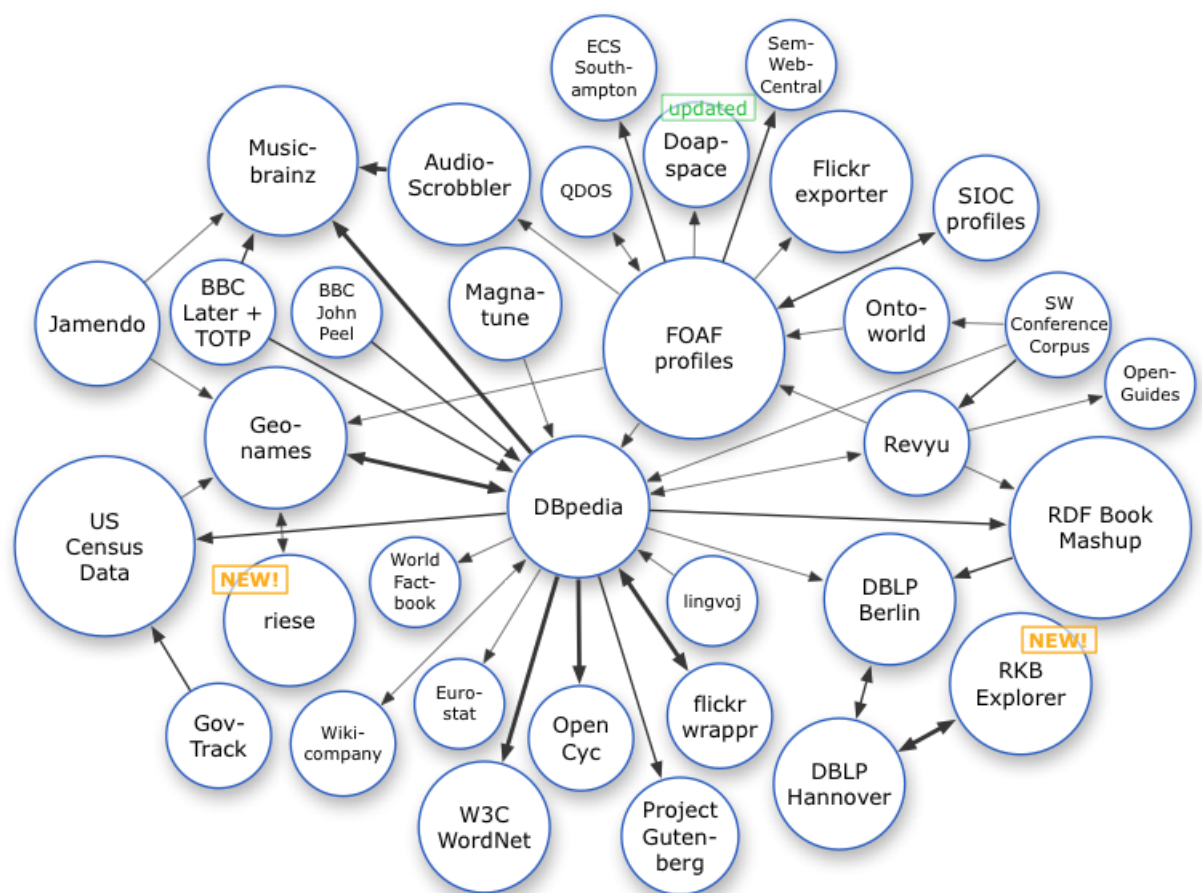 ECS
South-
ampton
Sem-
Web-
Central
updated
Doap-
space
Music-
brainz
Audio-
Scrobbler
QDOS
Flickr
exporter
SIOC
profiles
Jamendo
BBC
Later +
TOTP
BBC
John
Peel
Magna-
tune
FOAF
profiles
Onto-
world
SW
Conference
Corpus
Open-
Guides
Geo-
names
Revyu
US
Census
Data
DBpedia
RDF Book
Mashup
NEW!
riese
World
Fact-
book
lingvoj
DBLP
Berlin
NEW!
RKB
Explorer
Gov-
Track
Wiki-
company
Euro-
stat
Open
Cyc
flickr
wrappr
DBLP
Hannover
W3C
WordNet
Project
Guten-
berg